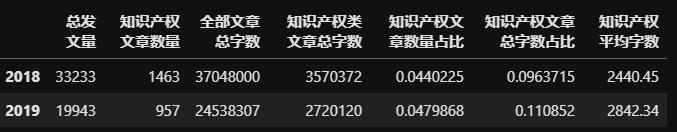 总发文量 知识产权文章数量 全部文章总字数 知识产权类文章总字数 知识产权文章数量占比 知识产权文章总字数占比 知识产权平均字数
2018 33233 1463 37048000 3570372 0.0440225 0.0963715 2440.45
2019 19943 957 24538307 2720120 0.0479868 0.110852 2842.34